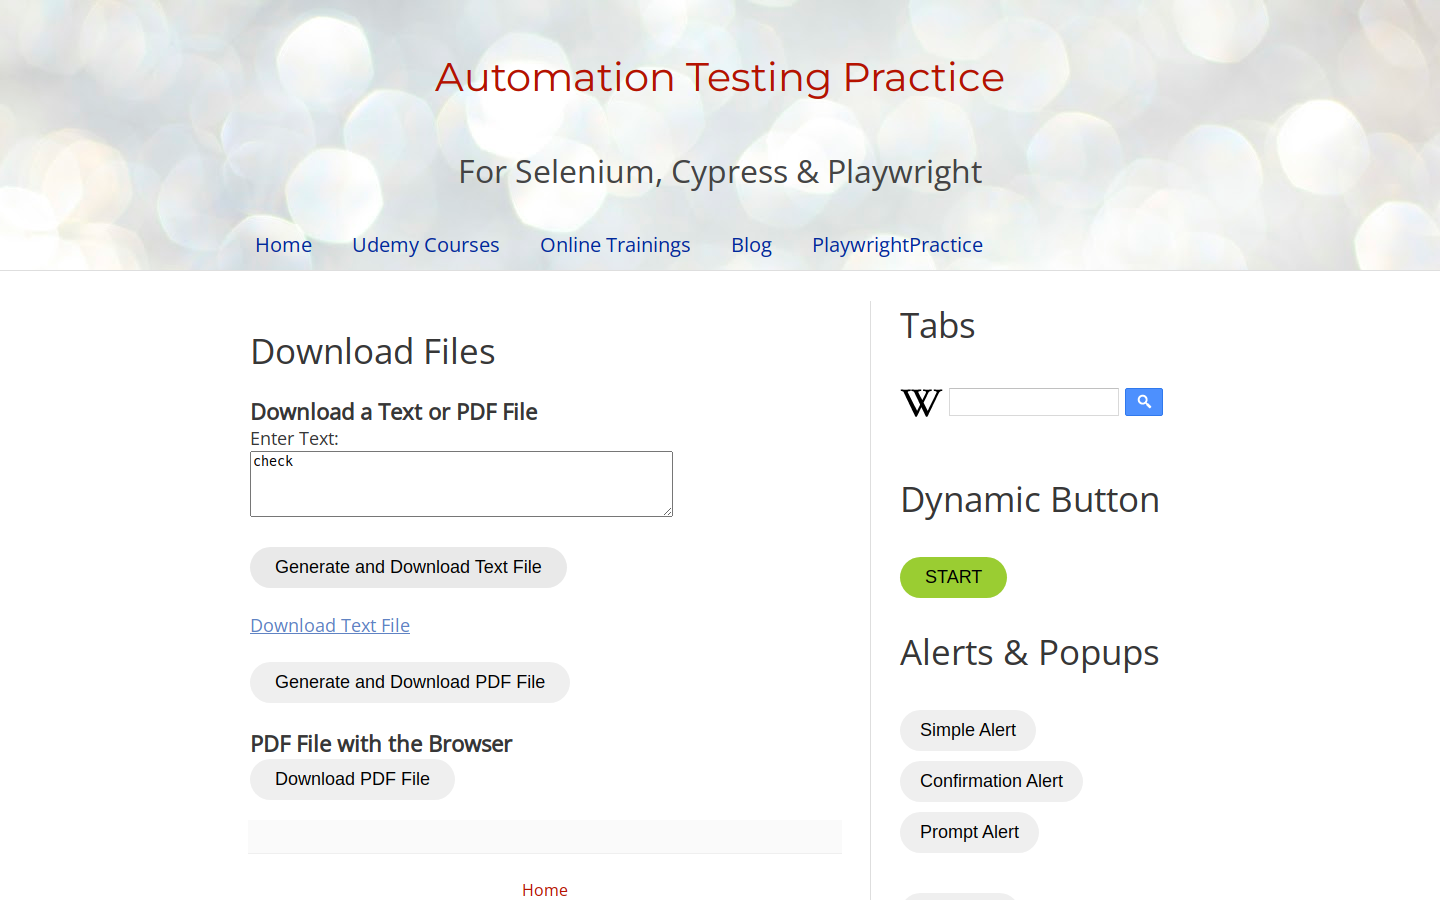 Automation Testing Practice
For Selenium, Cypress & Playwright
Home
Udemy Courses
Online Trainings
Blog
PlaywrightPractice
Download Files
Download a Text or PDF File
Enter Text:
check
Generate and Download Text File
Download Text File
Generate and Download PDF File
PDF File with the Browser
Download PDF File
Home
Tabs
Dynamic Button
START
Alerts & Popups
Simple Alert
Confirmation Alert
Prompt Alert